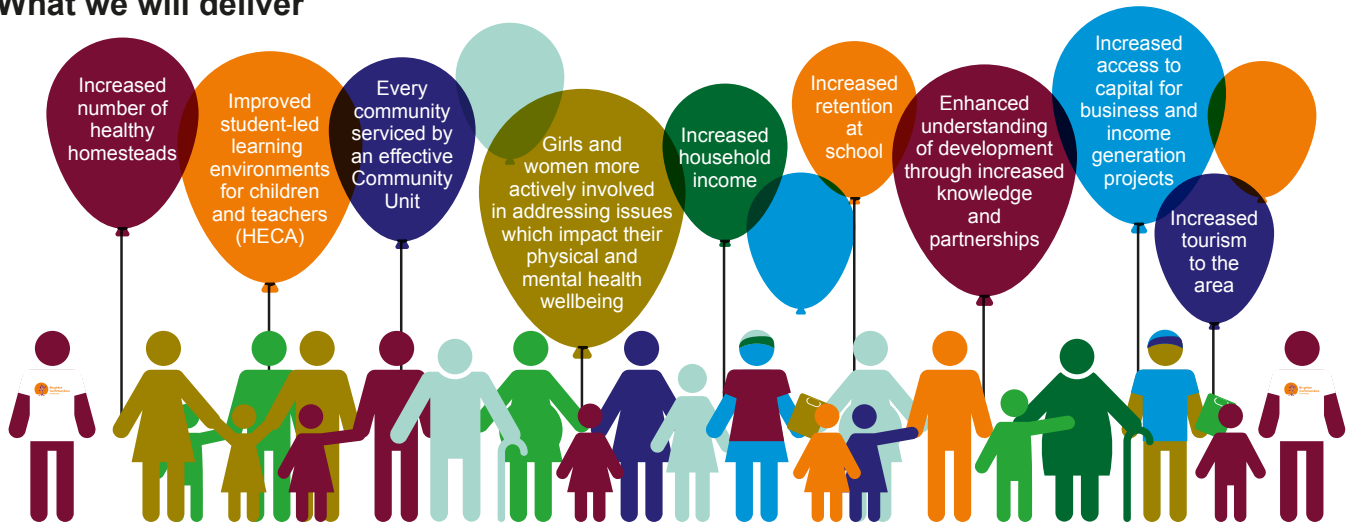 What we will deliver
Increased
number of
healthy
homesteads
Improved
student-led
learning
environments
for children
and teachers
(HECA)
Every
community
serviced by
an effective
Community
Unit
Girls and
women more
actively involved
in addressing issues
which impact their
physical and
mental health
wellbeing
Increased
household
income
Increased
retention
at
school
Enhanced
understanding
of development
through increased
knowledge
and
partnerships
Increased
access to
capital for
business and
income
generation
projects
Increased
tourism
to the
area